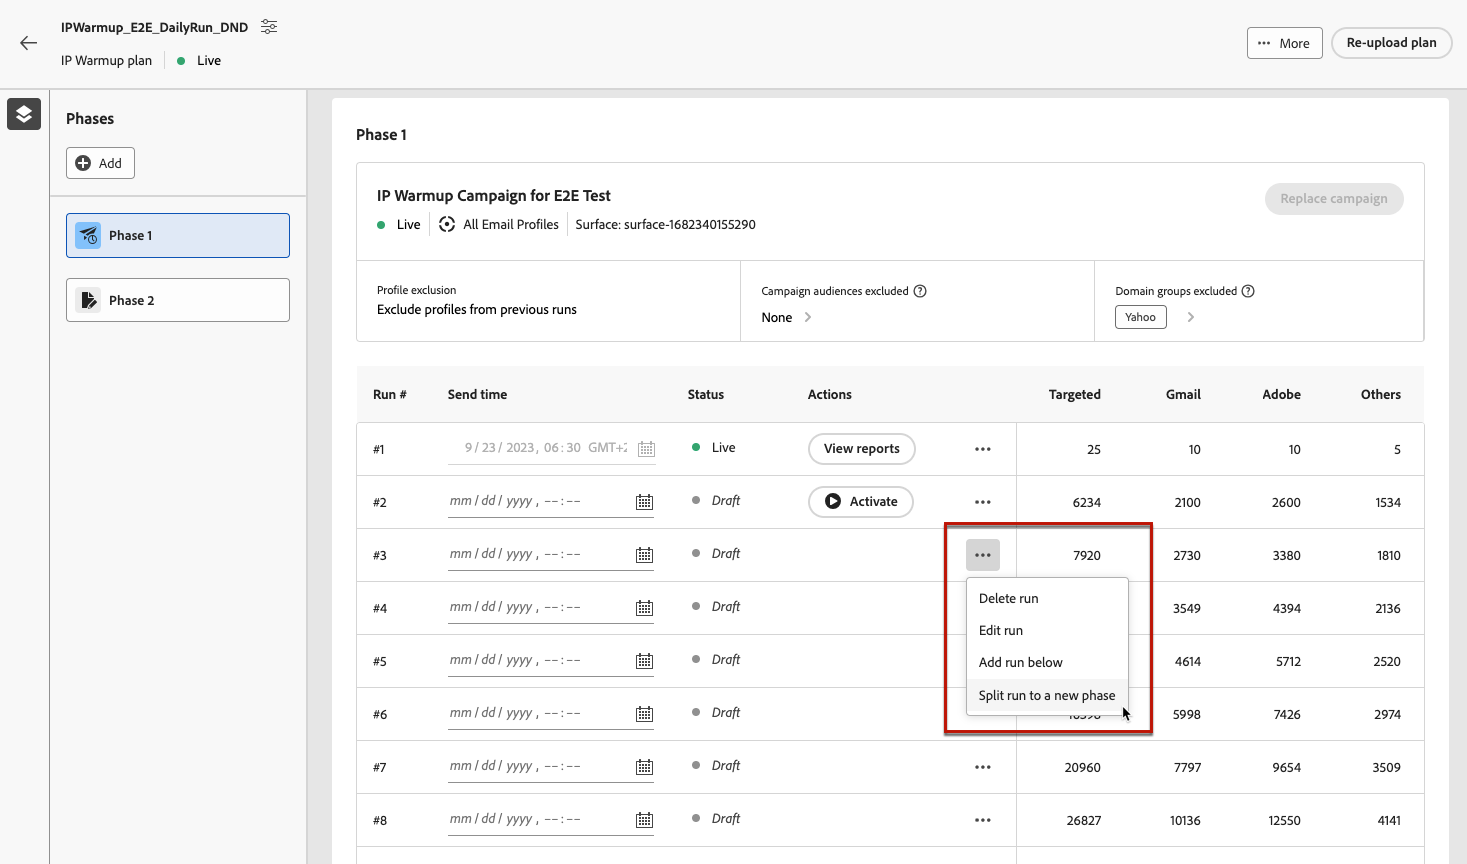 IPWarmup_E2E_DailyRun_DND
IP Warmup plan
Live
More
Re-upload plan
Phases
Add
Phase 1
Phase 2
Phase 1
IP Warmup Campaign for E2E Test
Replace campaign
Live All Email Profiles Surface: surface-1682340155290
Profile exclusion
Exclude profiles from previous runs
Campaign audiences excluded
None
Domain groups excluded
Yahoo
Run # Send time Status Actions Targeted Gmail Adobe Others
#1 9 / 23 / 2023, 06 : 30 GMT+2 Live View reports 25 10 10 5
#2 mm / dd / yyyy , −− : −− Draft Activate 6234 2100 2600 1534
#3 mm / dd / yyyy , −− : −− Draft 7920 2730 3380 1810
Delete run
Edit run
Add run below
Split run to a new phase
#4 mm / dd / yyyy , −− : −− Draft 3549 4394 2136
#5 mm / dd / yyyy , −− : −− Draft 4614 5712 2520
#6 mm / dd / yyyy , −− : −− Draft 5998 7426 2974
#7 mm / dd / yyyy , −− : −− Draft 20960 7797 9654 3509
#8 mm / dd / yyyy , −− : −− Draft 26827 10136 12550 4141